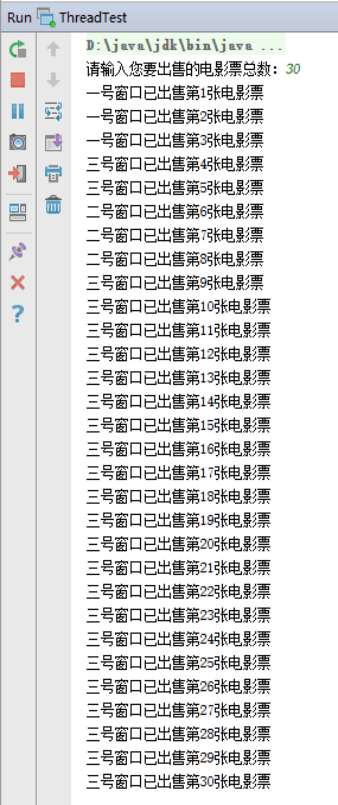 Run ThreadTest
D:\java\jdk\bin\java ...
请输入您要出售的电影票总数：30
一号窗口已出售第1张电影票
一号窗口已出售第2张电影票
一号窗口已出售第3张电影票
三号窗口已出售第4张电影票
三号窗口已出售第5张电影票
二号窗口已出售第6张电影票
二号窗口已出售第7张电影票
二号窗口已出售第8张电影票
三号窗口已出售第9张电影票
三号窗口已出售第10张电影票
三号窗口已出售第11张电影票
三号窗口已出售第12张电影票
三号窗口已出售第13张电影票
三号窗口已出售第14张电影票
三号窗口已出售第15张电影票
三号窗口已出售第16张电影票
三号窗口已出售第17张电影票
三号窗口已出售第18张电影票
三号窗口已出售第19张电影票
三号窗口已出售第20张电影票
三号窗口已出售第21张电影票
三号窗口已出售第22张电影票
三号窗口已出售第23张电影票
三号窗口已出售第24张电影票
三号窗口已出售第25张电影票
三号窗口已出售第26张电影票
三号窗口已出售第27张电影票
三号窗口已出售第28张电影票
三号窗口已出售第29张电影票
三号窗口已出售第30张电影票